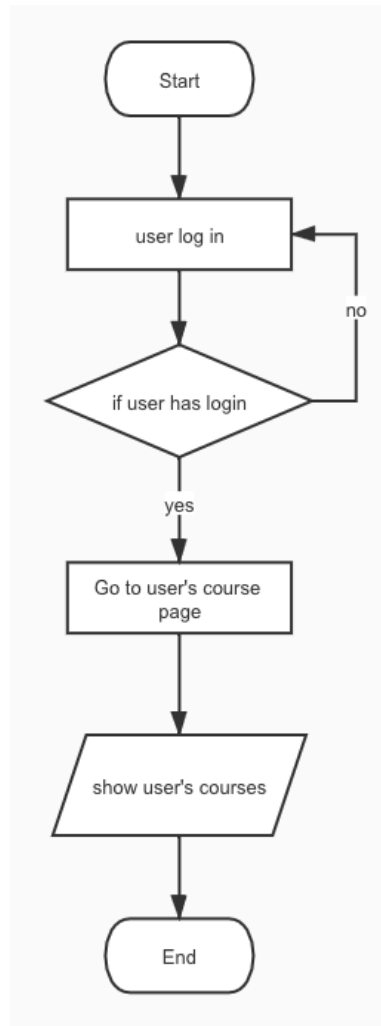 Start
user log in
no
if user has login
yes
Go to user's course
page
show user's courses
End